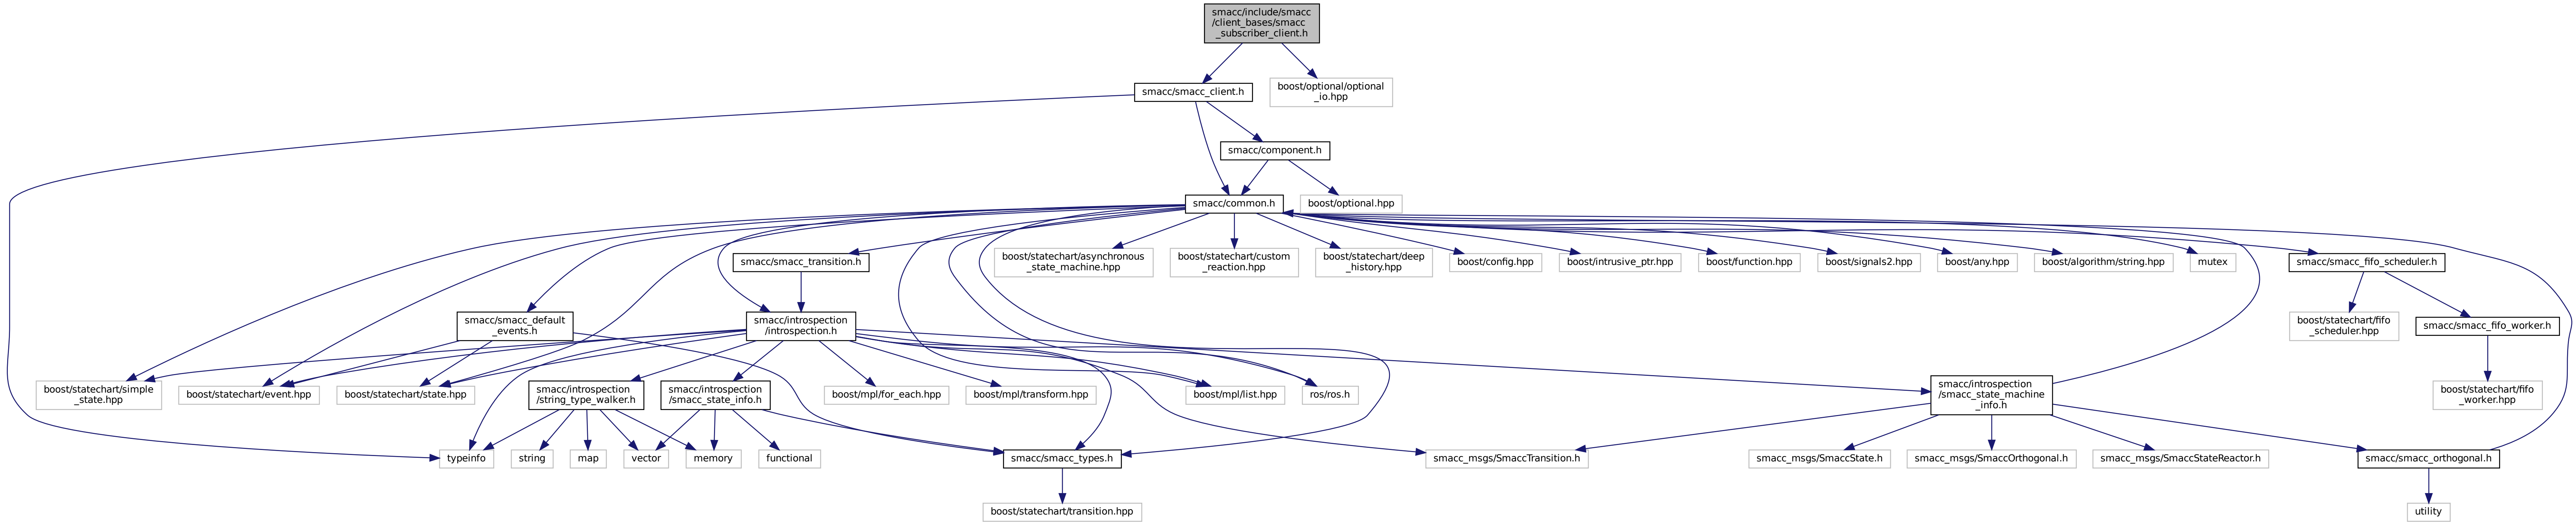 smacc/include/smacc
/client_bases/smacc
_subscriber_client.h
smacc/smacc_client.h
boost/optional/optional
_io.hpp
smacc/component.h
smacc/common.h
boost/optional.hpp
smacc/smacc_transition.h
boost/statechart/asynchronous
_state_machine.hpp
boost/statechart/custom
_reaction.hpp
boost/statechart/deep
_history.hpp
boost/config.hpp
boost/intrusive_ptr.hpp
boost/function.hpp
boost/signals2.hpp
boost/any.hpp
boost/algorithm/string.hpp
mutex
smacc/smacc_fifo_scheduler.h
smacc/smacc_default
_events.h
smacc/introspection
/introspection.h
boost/statechart/fifo
_scheduler.hpp
smacc/smacc_fifo_worker.h
boost/statechart/simple
_state.hpp
boost/statechart/event.hpp
boost/statechart/state.hpp
smacc/introspection
/string_type_walker.h
smacc/introspection
/smacc_state_info.h
boost/mpl/for_each.hpp
boost/mpl/transform.hpp
boost/mpl/list.hpp
ros/ros.h
smacc/introspection
/smacc_state_machine
_info.h
boost/statechart/fifo
_worker.hpp
typeinfo
string
map
vector
memory
functional
smacc/smacc_types.h
smacc_msgs/SmaccTransition.h
smacc_msgs/SmaccState.h
smacc_msgs/SmaccOrthogonal.h
smacc_msgs/SmaccStateReactor.h
smacc/smacc_orthogonal.h
boost/statechart/transition.hpp
utility